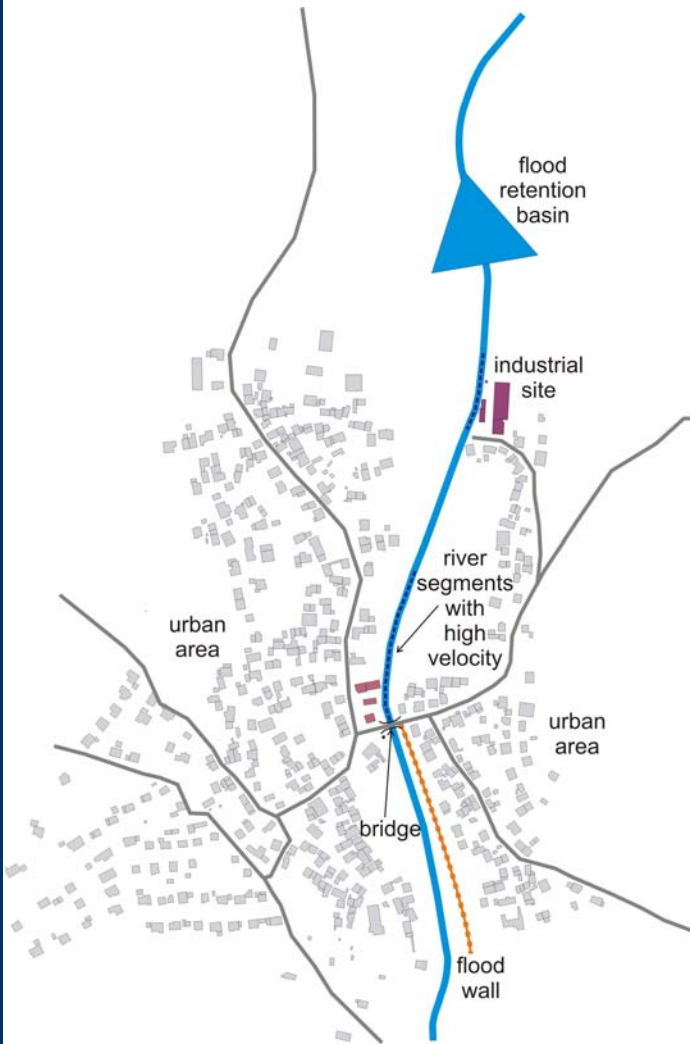 flood
retention
basin
industrial
site
river
segments
with
high
velocity
urban
area
urban
area
bridge
flood
wall